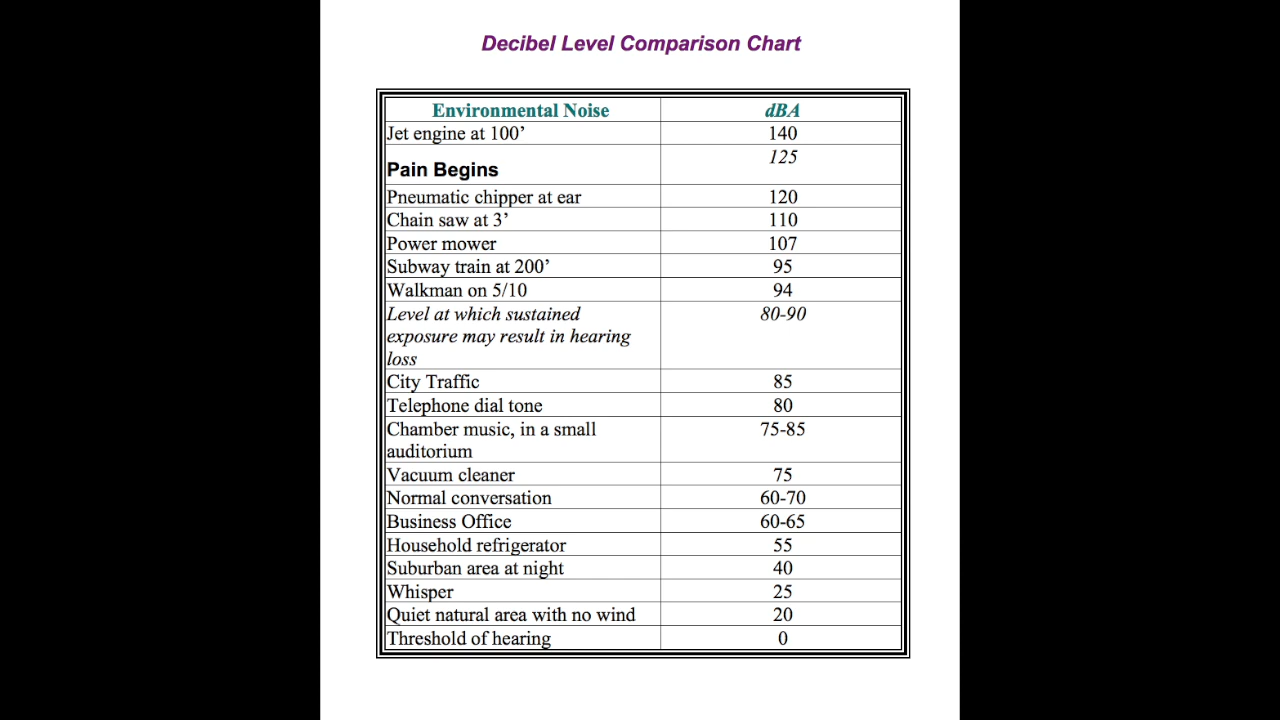 Decibel Level Comparison Chart
Environmental Noise dBA
Jet engine at 100’ 140
Pain Begins 125
Pneumatic chipper at ear 120
Chain saw at 3’ 110
Power mower 107
Subway train at 200’ 95
Walkman on 5/10 94
Level at which sustained 80-90
exposure may result in hearing
loss
City Traffic 85
Telephone dial tone 80
Chamber music, in a small 75-85
auditorium
Vacuum cleaner 75
Normal conversation 60-70
Business Office 60-65
Household refrigerator 55
Suburban area at night 40
Whisper 25
Quiet natural area with no wind 20
Threshold of hearing 0